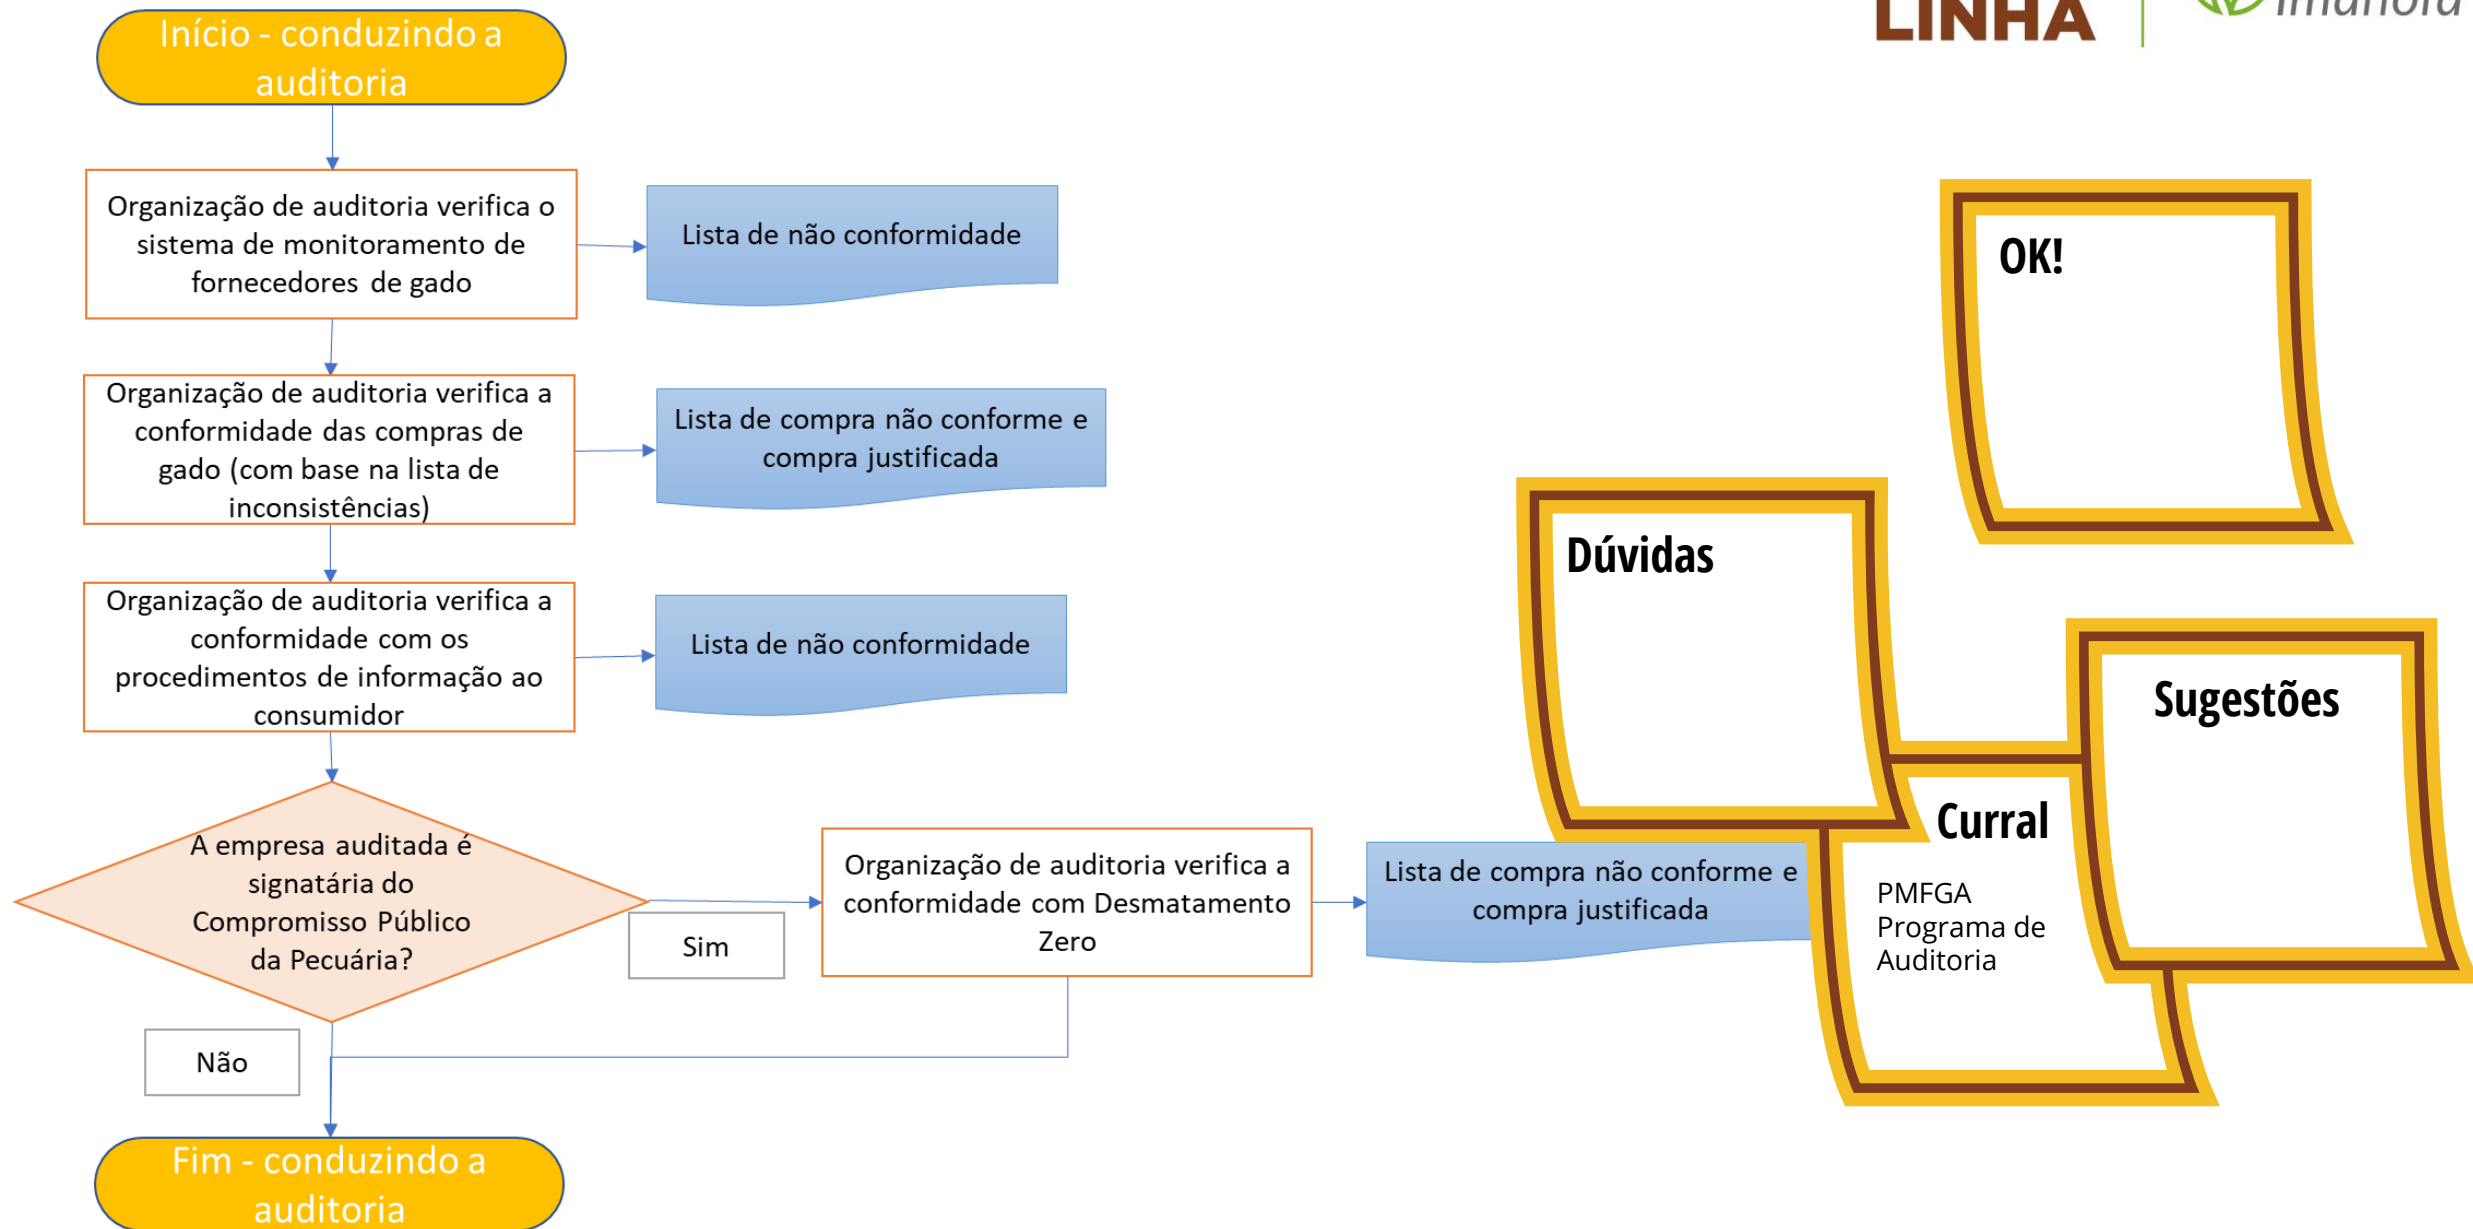 Início - conduzindo a
auditoria
LINHA
Organização de auditoria verifica o
sistema de monitoramento de
fornecedores de gado
Lista de não conformidade
Organização de auditoria verifica a
conformidade das compras de
gado (com base na lista de
inconsistências)
Lista de compra não conforme e
compra justificada
Organização de auditoria verifica a
conformidade com os
procedimentos de informação ao
consumidor
Lista de não conformidade
A empresa auditada é
signatária do
Compromisso Público
da Pecuária?
Sim
Organização de auditoria verifica a
conformidade com Desmatamento
Zero
Lista de compra não conforme e
compra justificada
Não
Fim - conduzindo a
auditoria
OK!
Dúvidas
Sugestões
Curral
PMFGA
Programa de
Auditoria